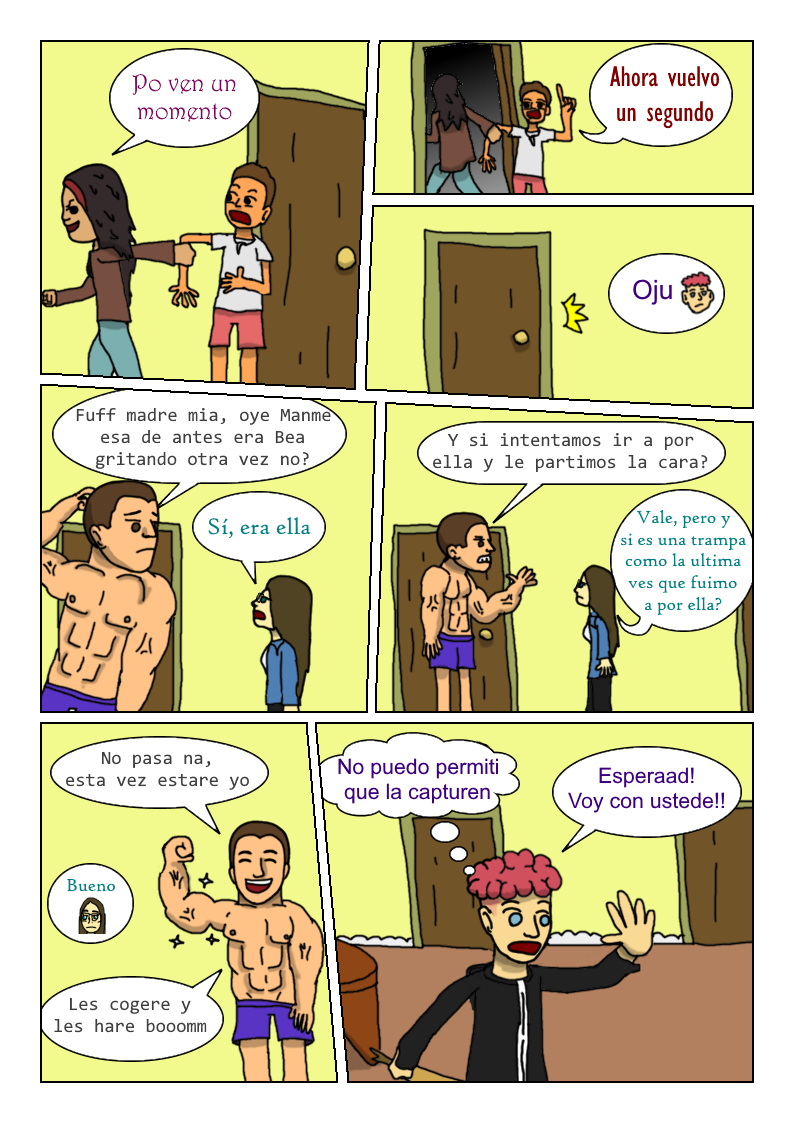 Po ven un
momento
Ahora vuelvo
un segundo
Oju
Fuff madre mia, oye Manme
esa de antes era Bea
gritando otra vez no?
Sí, era ella
Y si intentamos ir a por
ella y le partimos la cara?
Vale, pero y
si es una trampa
como la ultima
ves que fuimo
a por ella?
No pasa na,
esta vez estare yo
Bueno
Les cogere y
les hare booomm
No puedo permiti
que la capturen
Esperaad!
Voy con ustede!!